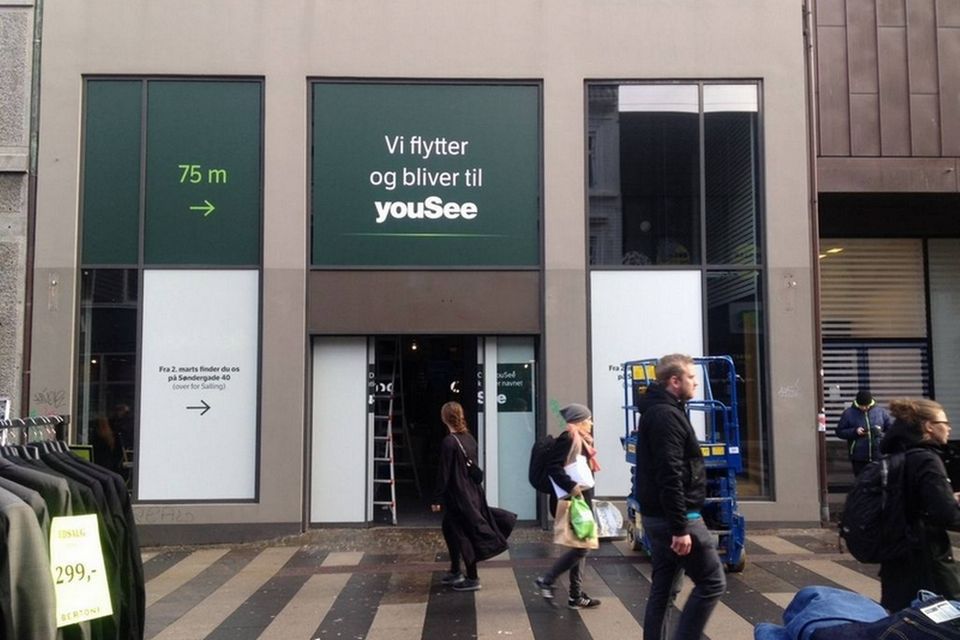 75 m
Vi flytter
og bliver til
youSee
Fra 2. marts finder du os
på Søndergade 40
(over for Salling)
See
UDSALG
299,-
BERTONI